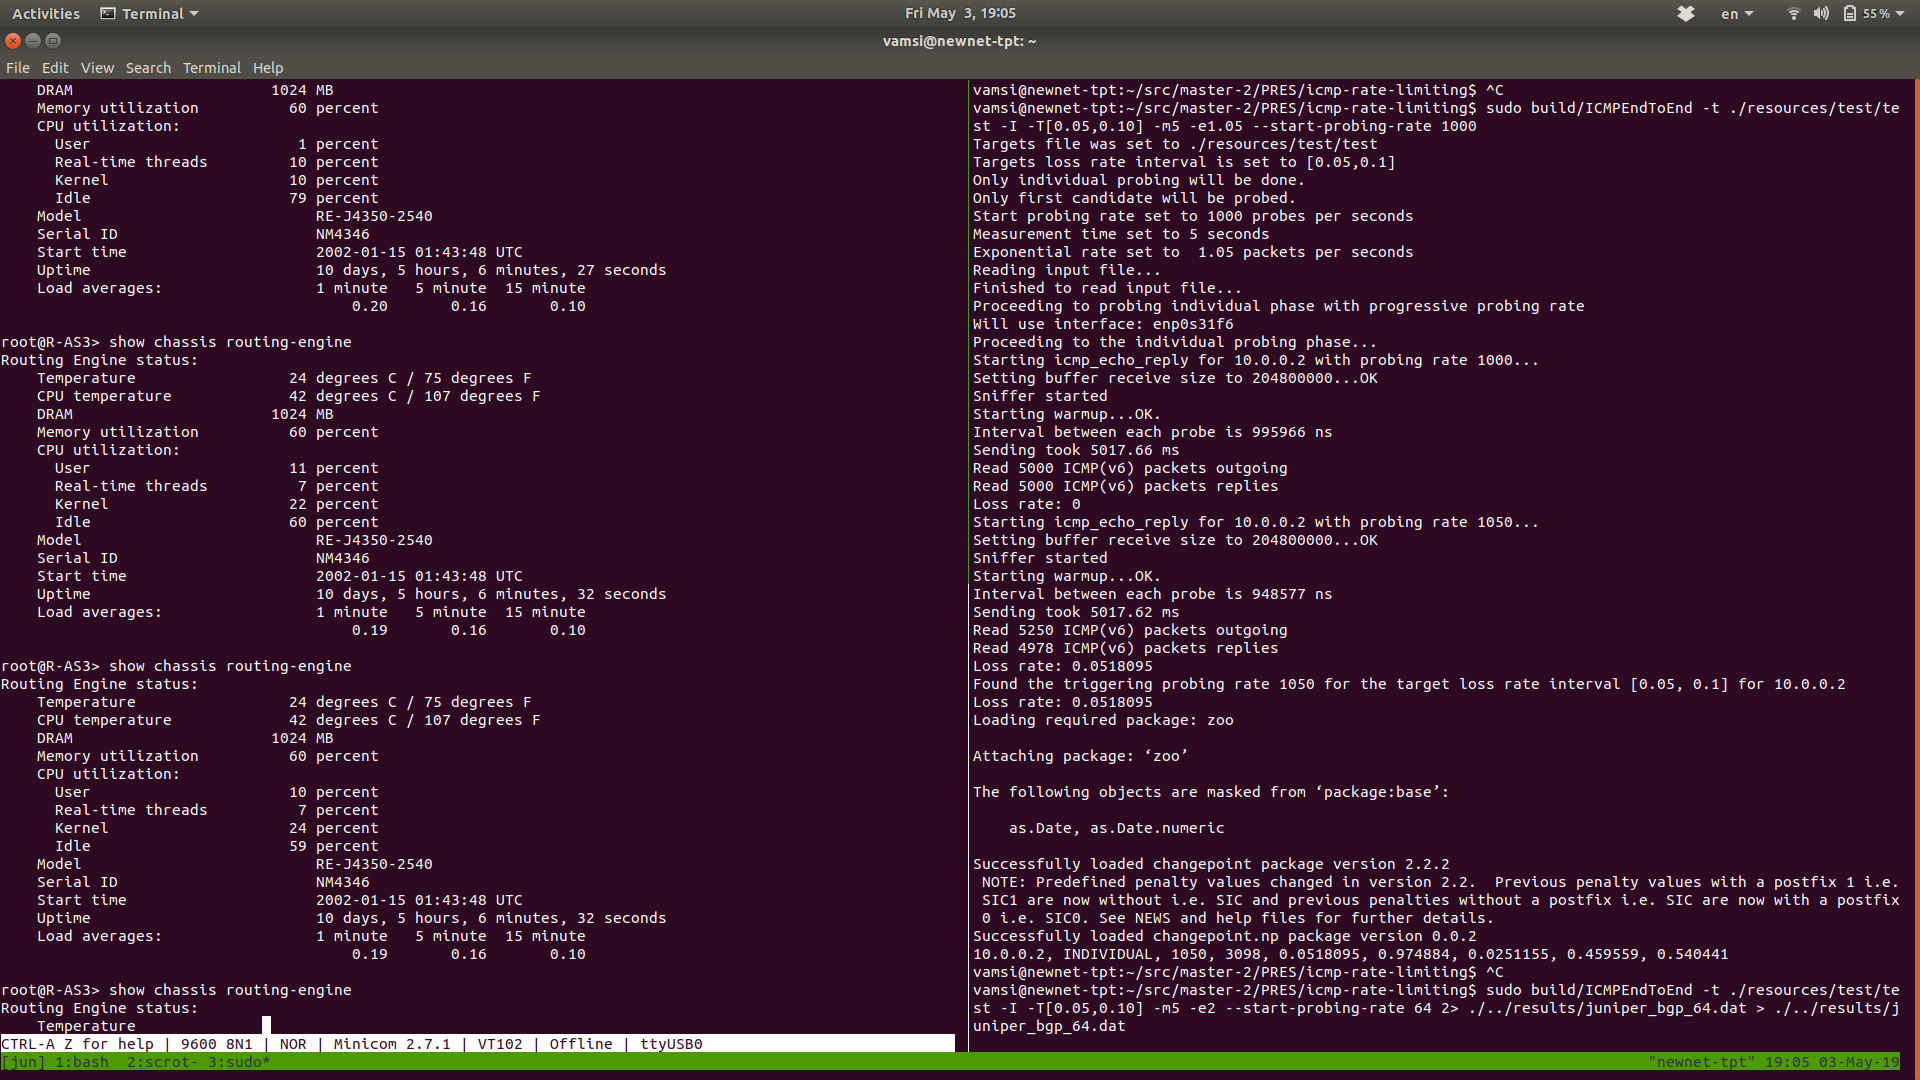 Activities Terminal Fri May 3, 19:05 en 55%
vamsi@newnet-tpt: ~
File Edit View Search Terminal Help
DRAM 1024 MB
Memory utilization 60 percent
CPU utilization:
User 1 percent
Real-time threads 10 percent
Kernel 10 percent
Idle 79 percent
Model RE-J4350-2540
Serial ID NM4346
Start time 2002-01-15 01:43:48 UTC
Uptime 10 days, 5 hours, 6 minutes, 27 seconds
Load averages: 1 minute 5 minute 15 minute
0.20 0.16 0.10
root@R-AS3> show chassis routing-engine
Routing Engine status:
Temperature 24 degrees C / 75 degrees F
CPU temperature 42 degrees C / 107 degrees F
DRAM 1024 MB
Memory utilization 60 percent
CPU utilization:
User 11 percent
Real-time threads 7 percent
Kernel 22 percent
Idle 60 percent
Model RE-J4350-2540
Serial ID NM4346
Start time 2002-01-15 01:43:48 UTC
Uptime 10 days, 5 hours, 6 minutes, 32 seconds
Load averages: 1 minute 5 minute 15 minute
0.19 0.16 0.10
root@R-AS3> show chassis routing-engine
Routing Engine status:
Temperature 24 degrees C / 75 degrees F
CPU temperature 42 degrees C / 107 degrees F
DRAM 1024 MB
Memory utilization 60 percent
CPU utilization:
User 10 percent
Real-time threads 7 percent
Kernel 24 percent
Idle 59 percent
Model RE-J4350-2540
Serial ID NM4346
Start time 2002-01-15 01:43:48 UTC
Uptime 10 days, 5 hours, 6 minutes, 32 seconds
Load averages: 1 minute 5 minute 15 minute
0.19 0.16 0.10
root@R-AS3> show chassis routing-engine
Routing Engine status:
Temperature
CTRL-A Z for help | 9600 8N1 | NOR | Minicom 2.7.1 | VT102 | Offline | ttyUSB0
vamsi@newnet-tpt:~/src/master-2/PRES/icmp-rate-limiting$ ^C
vamsi@newnet-tpt:~/src/master-2/PRES/icmp-rate-limiting$ sudo build/ICMPEndToEnd -t ./resources/test/te
st -I -T[0.05,0.10] -m5 -e1.05 --start-probing-rate 1000
Targets file was set to ./resources/test/test
Targets loss rate interval is set to [0.05,0.1]
Only individual probing will be done.
Only first candidate will be probed.
Start probing rate set to 1000 probes per seconds
Measurement time set to 5 seconds
Exponential rate set to  1.05 packets per seconds
Reading input file...
Finished to read input file...
Proceeding to probing individual phase with progressive probing rate
Will use interface: enp0s31f6
Proceeding to the individual probing phase...
Starting icmp_echo_reply for 10.0.0.2 with probing rate 1000...
Setting buffer receive size to 204800000...OK
Sniffer started
Starting warmup...OK.
Interval between each probe is 995966 ns
Sending took 5017.66 ms
Read 5000 ICMP(v6) packets outgoing
Read 5000 ICMP(v6) packets replies
Loss rate: 0
Starting icmp_echo_reply for 10.0.0.2 with probing rate 1050...
Setting buffer receive size to 204800000...OK
Sniffer started
Starting warmup...OK.
Interval between each probe is 948577 ns
Sending took 5017.62 ms
Read 5250 ICMP(v6) packets outgoing
Read 4978 ICMP(v6) packets replies
Loss rate: 0.0518095
Found the triggering probing rate 1050 for the target loss rate interval [0.05, 0.1] for 10.0.0.2
Loss rate: 0.0518095
Loading required package: zoo
Attaching package: ‘zoo’
The following objects are masked from ‘package:base’:
as.Date, as.Date.numeric
Successfully loaded changepoint package version 2.2.2
NOTE: Predefined penalty values changed in version 2.2.  Previous penalty values with a postfix 1 i.e.
SIC1 are now without i.e. SIC and previous penalties without a postfix i.e. SIC are now with a postfix
0 i.e. SIC0. See NEWS and help files for further details.
Successfully loaded changepoint.np package version 0.0.2
10.0.0.2, INDIVIDUAL, 1050, 3098, 0.0518095, 0.974884, 0.0251155, 0.459559, 0.540441
vamsi@newnet-tpt:~/src/master-2/PRES/icmp-rate-limiting$ ^C
vamsi@newnet-tpt:~/src/master-2/PRES/icmp-rate-limiting$ sudo build/ICMPEndToEnd -t ./resources/test/te
st -I -T[0.05,0.10] -m5 -e2 --start-probing-rate 64 2> ./../results/juniper_bgp_64.dat > ./../results/j
uniper_bgp_64.dat
[jun] 1:bash  2:scrot- 3:sudo* "newnet-tpt" 19:05 03-May-19